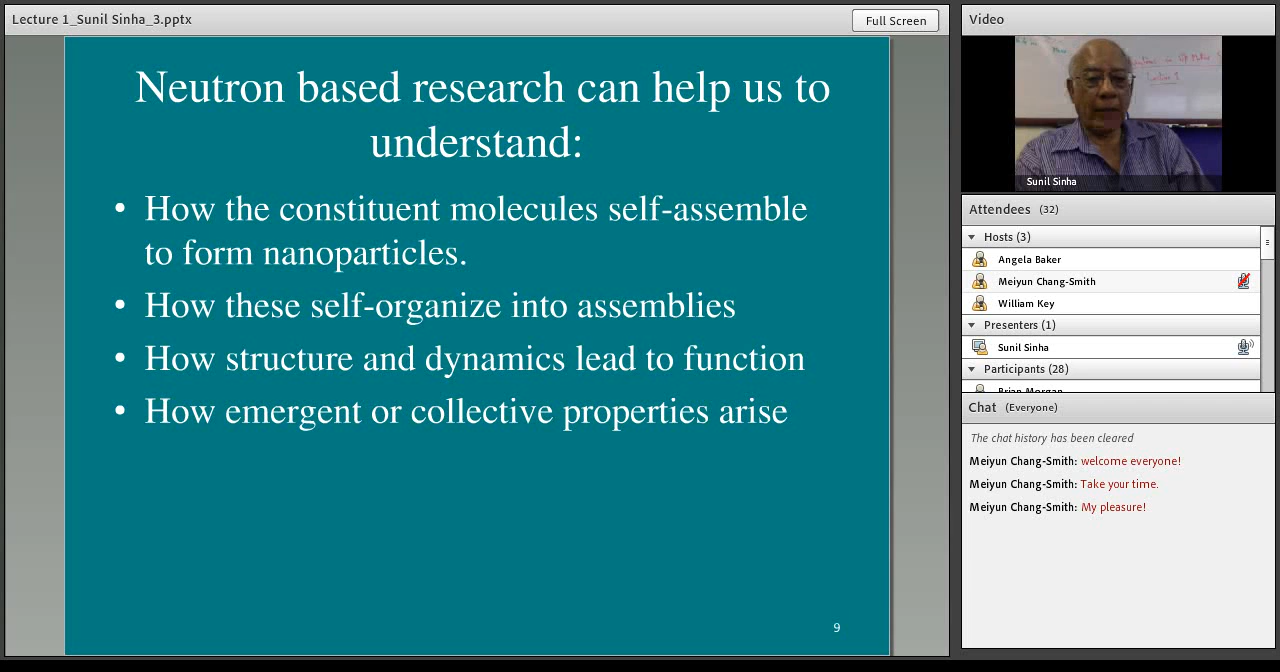 Lecture 1_Sunil Sinha_3.pptx
Full Screen
Neutron based research can help us to
understand:
• How the constituent molecules self-assemble
to form nanoparticles.
• How these self-organize into assemblies
• How structure and dynamics lead to function
• How emergent or collective properties arise
9
Video
Lecture 1
Sunil Sinha
Attendees (32)
Hosts (3)
Angela Baker
Meiyun Chang-Smith
William Key
Presenters (1)
Sunil Sinha
Participants (28)
Brian Morgan
Chat (Everyone)
The chat history has been cleared
Meiyun Chang-Smith: welcome everyone!
Meiyun Chang-Smith: Take your time.
Meiyun Chang-Smith: My pleasure!